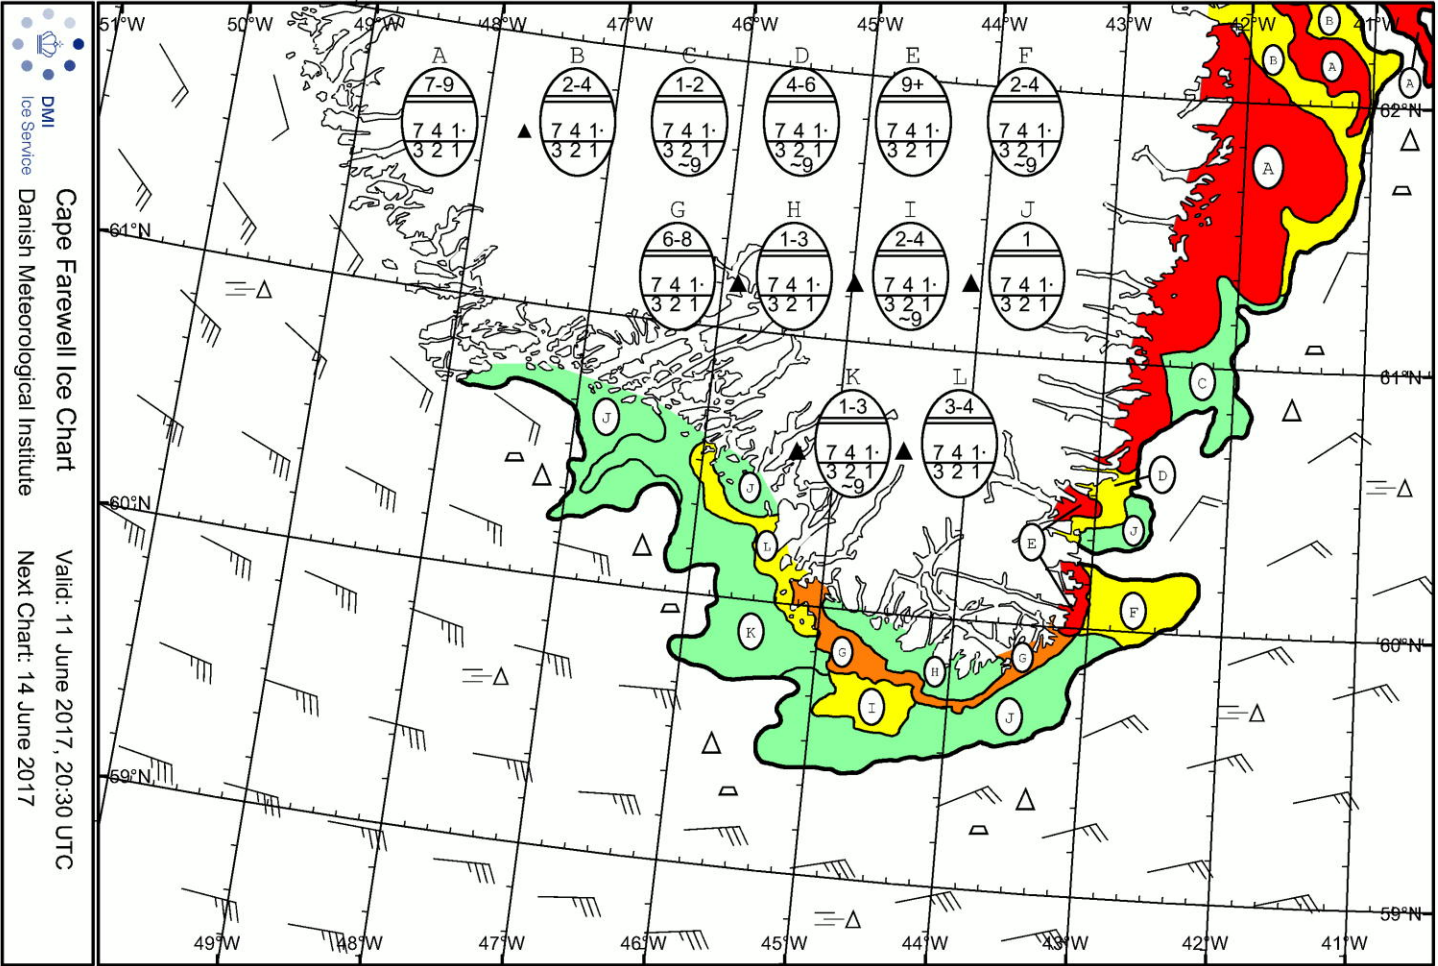 DMI
Ice Service
Cape Farewell Ice Chart
Danish Meteorological Institute
Valid: 11 June 2017, 20:30 UTC
Next Chart: 14 June 2017
51°W 50°W 49°W 48°W 47°W 46°W 45°W 44°W 43°W 42°W 41°W
A B C D E F
7-9 2-4 1-2 4-6 9+ 2-4
7 4 1· 7 4 1· 7 4 1· 7 4 1· 7 4 1· 7 4 1·
3 2 1 3 2 1 3 2 1 3 2 1 3 2 1 3 2 1
~9 ~9 ~9
G H I J
6-8 1-3 2-4 1
7 4 1· 7 4 1· 7 4 1· 7 4 1·
3 2 1 3 2 1 3 2 1 3 2 1
~9
K L
1-3 3-4
7 4 1· 7 4 1·
3 2 1 3 2 1
~9
B
B A A
62°N
A
61°N
61°N
C
J
D
J
60°N
J
L E
F
K G H G
60°N
I J
59°N
59°N
49°W 48°W 47°W 46°W 45°W 44°W 43°W 42°W 41°W